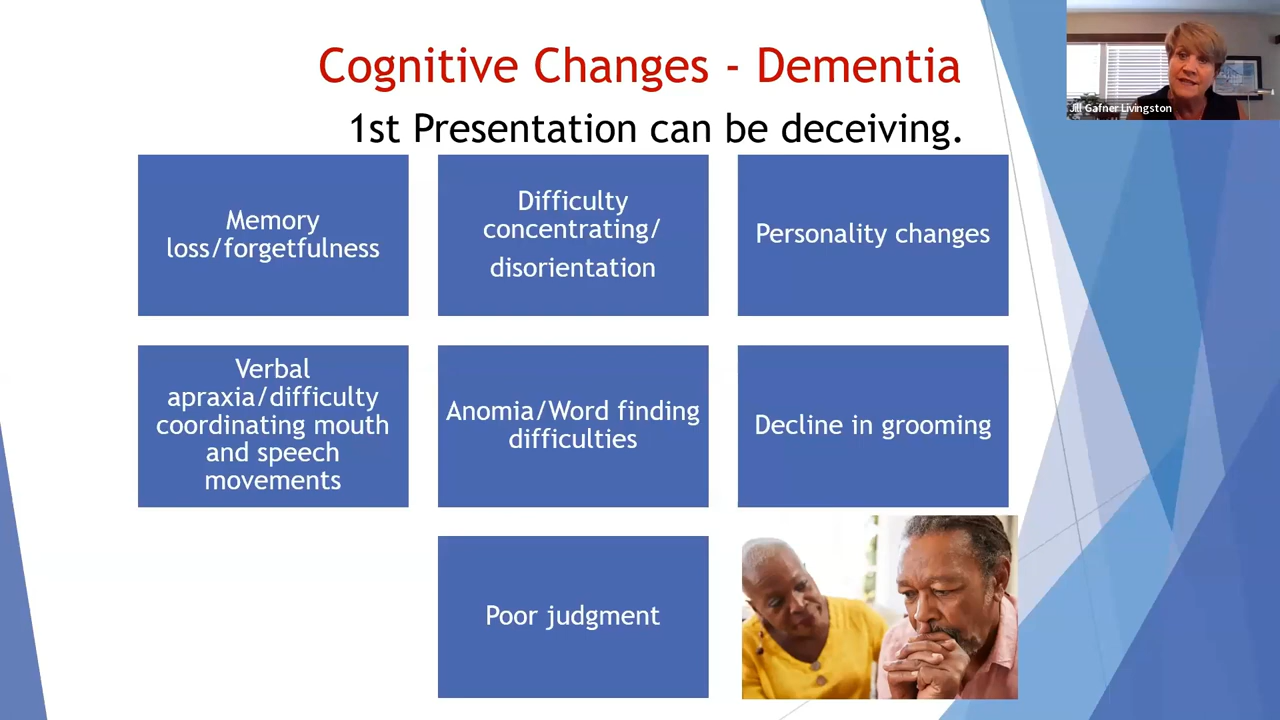 Cognitive Changes - Dementia
1st Presentation can be deceiving.
Jill Gafner Livingston
Memory
loss/forgetfulness
Difficulty
concentrating/
disorientation
Personality changes
Verbal
apraxia/difficulty
coordinating mouth
and speech
movements
Anomia/Word finding
difficulties
Decline in grooming
Poor judgment